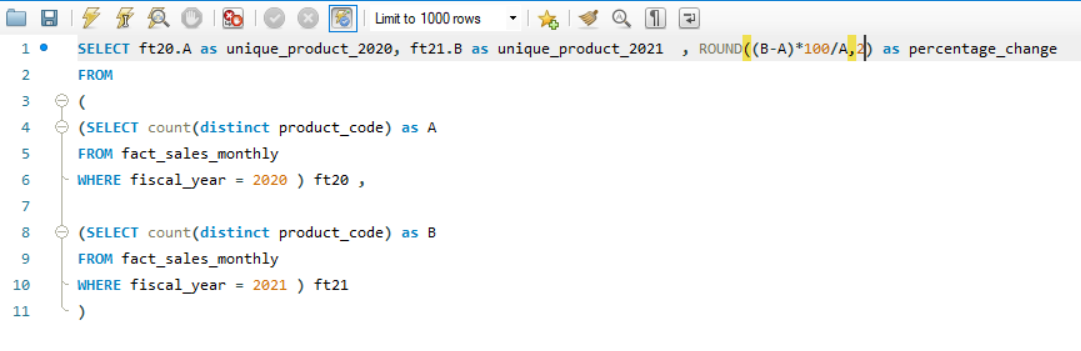 Limit to 1000 rows
1 SELECT ft20.A as unique_product_2020, ft21.B as unique_product_2021 , ROUND((B-A)*100/A,2) as percentage_change
2 FROM
3 (
4 (SELECT count(distinct product_code) as A
5 FROM fact_sales_monthly
6 WHERE fiscal_year = 2020 ) ft20 ,
7
8 (SELECT count(distinct product_code) as B
9 FROM fact_sales_monthly
10 WHERE fiscal_year = 2021 ) ft21
11 )